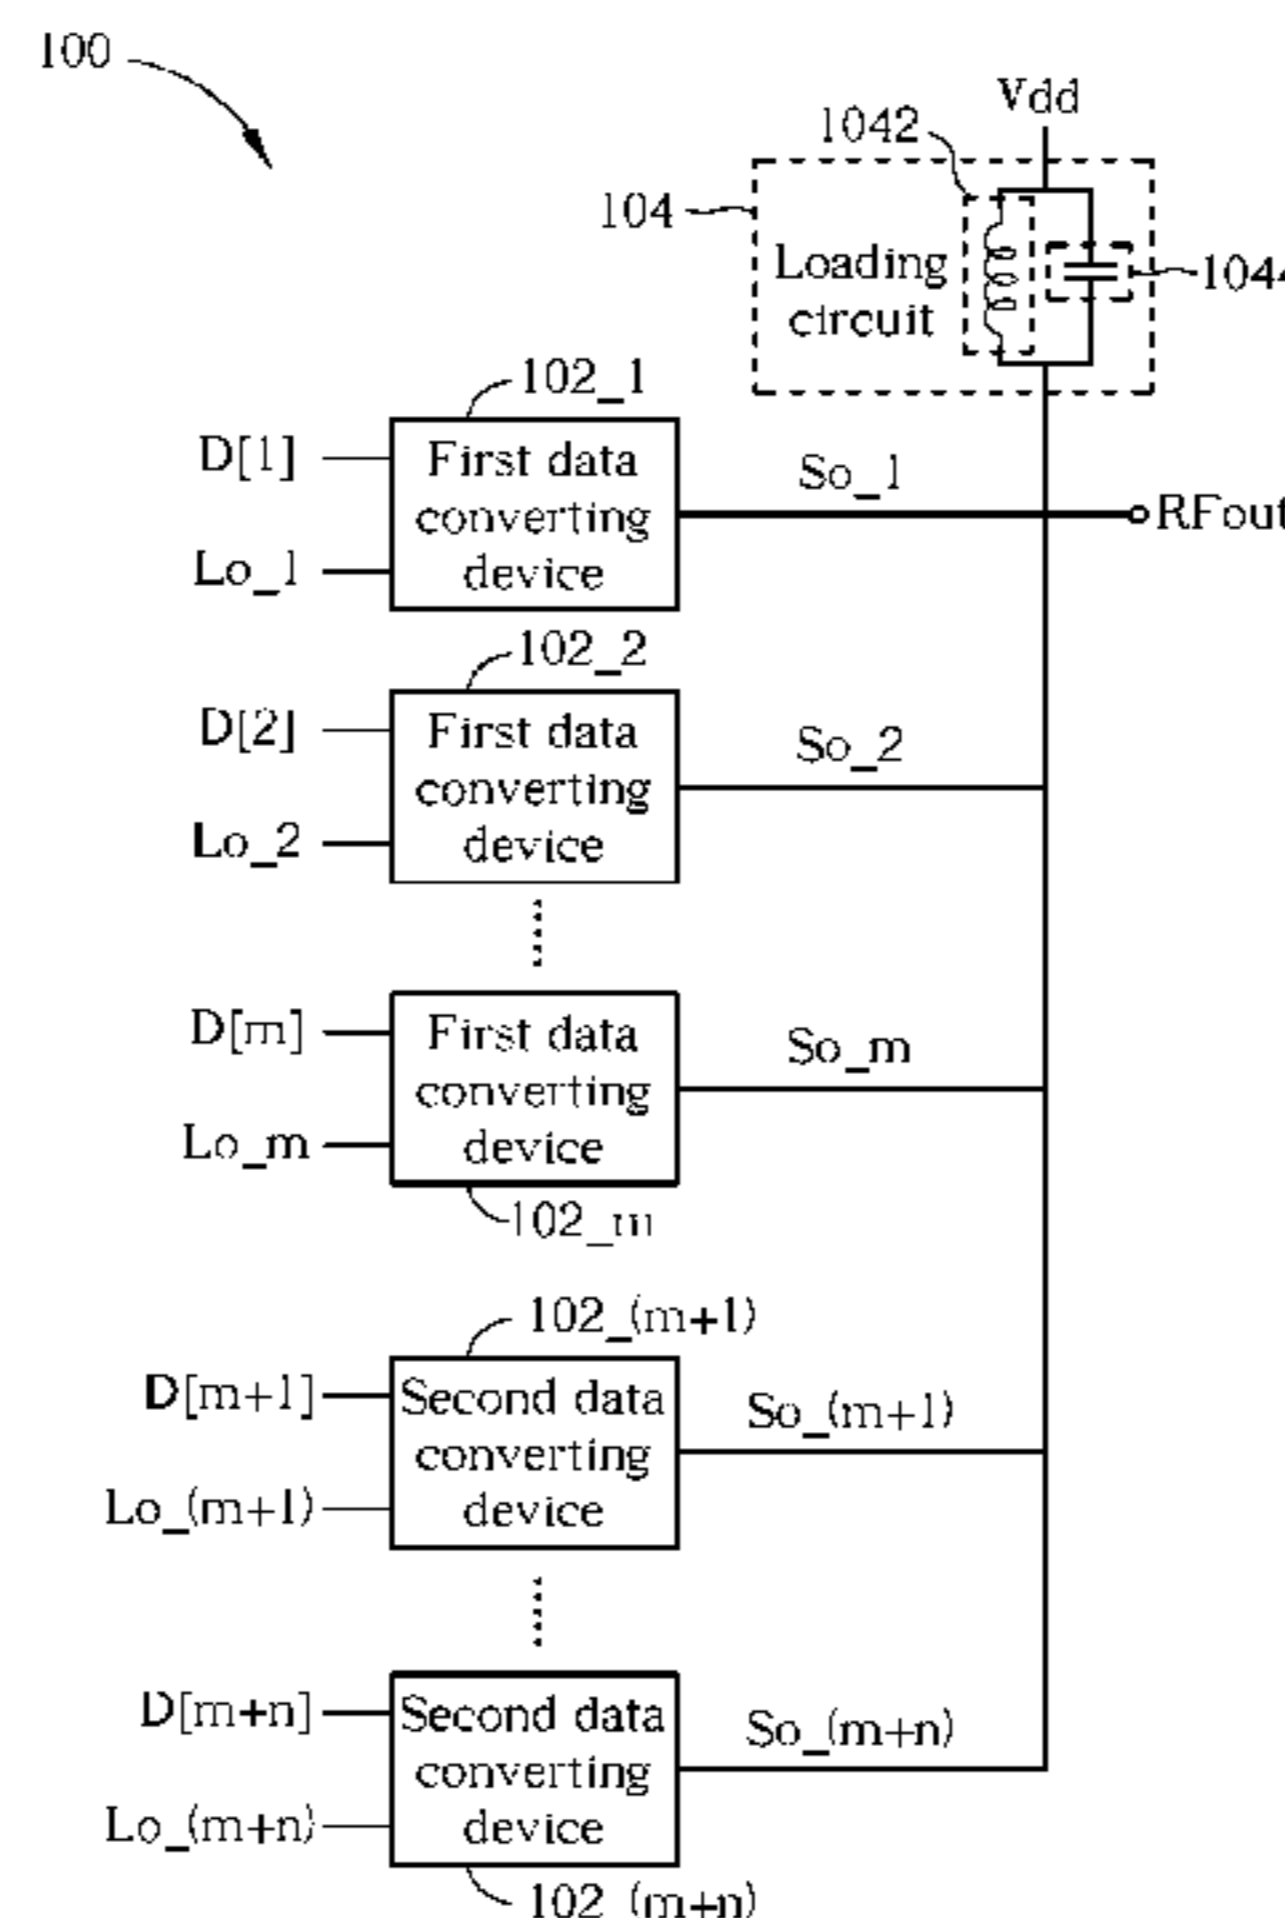 100
Vdd
1042
104
Loading
circuit
1044
102_1
D[1]
First data
converting
device
Lo_1
So_1
RFout
102_2
D[2]
First data
converting
device
Lo_2
So_2
D[m]
First data
converting
device
Lo_m
So_m
102_m
102_(m+1)
D[m+1]
Second data
converting
device
Lo_(m+1)
So_(m+1)
D[m+n]
Second data
converting
device
Lo_(m+n)
So_(m+n)
102_(m+n)